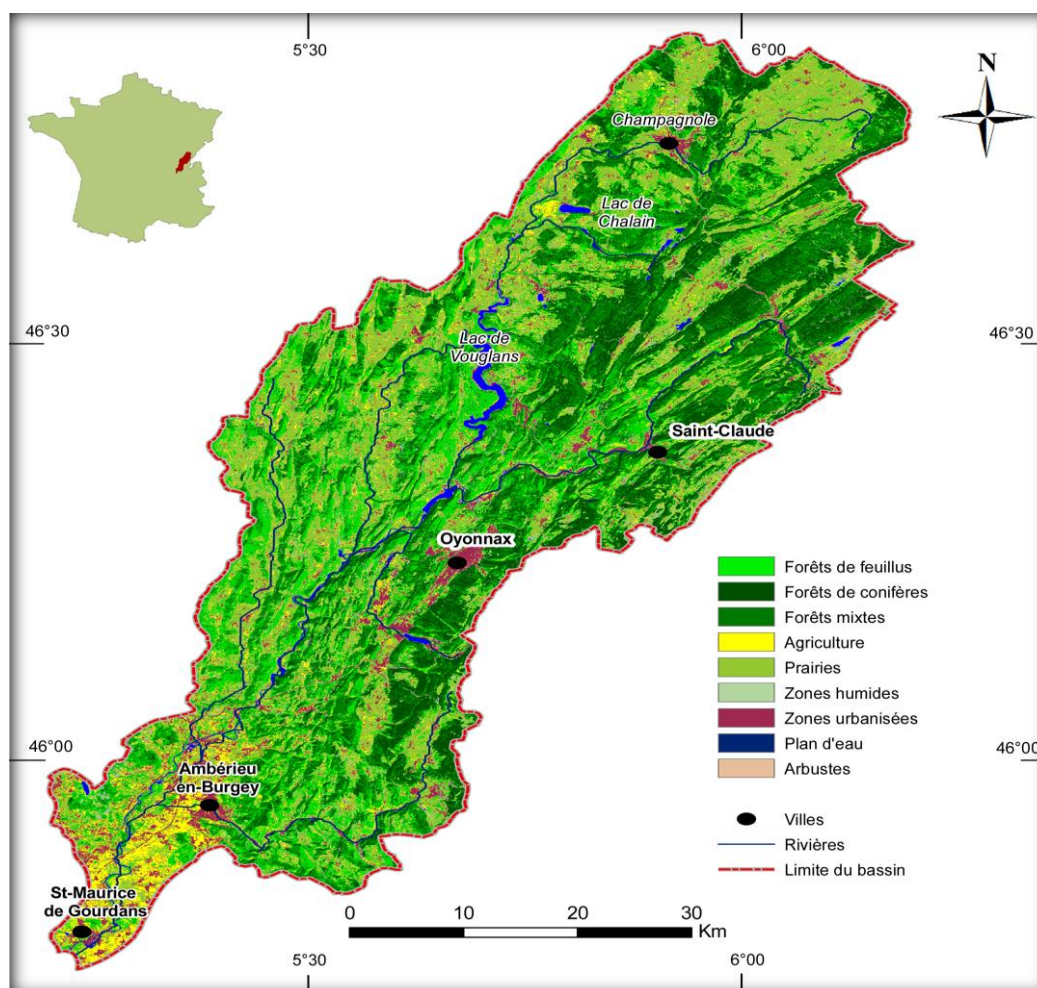 5°30
6°00
N
Champagnole
Lac de
Chalain
46°30
46°30
Lac de
Vouglans
Saint-Claude
Oyonnax
Forêts de feuillus
Forêts de conifères
Forêts mixtes
Agriculture
Prairies
Zones humides
Zones urbanisées
Plan d'eau
Arbustes
46°00
46°00
Ambérieu
en-Burgey
Villes
Rivières
Limite du bassin
St-Maurice
de Gourdans
0 10 20 30
Km
5°30
6°00